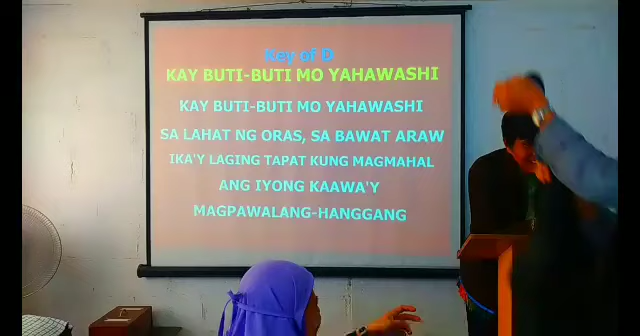 Key of D
KAY BUTI-BUTI MO YAHAWASHI
KAY BUTI-BUTI MO YAHAWASHI
SA LAHAT NG ORAS, SA BAWAT ARAW
IKA'Y LAGING TAPAT KUNG MAGMAHAL
ANG IYONG KAAWA'Y
MAGPAWALANG-HANGGANG